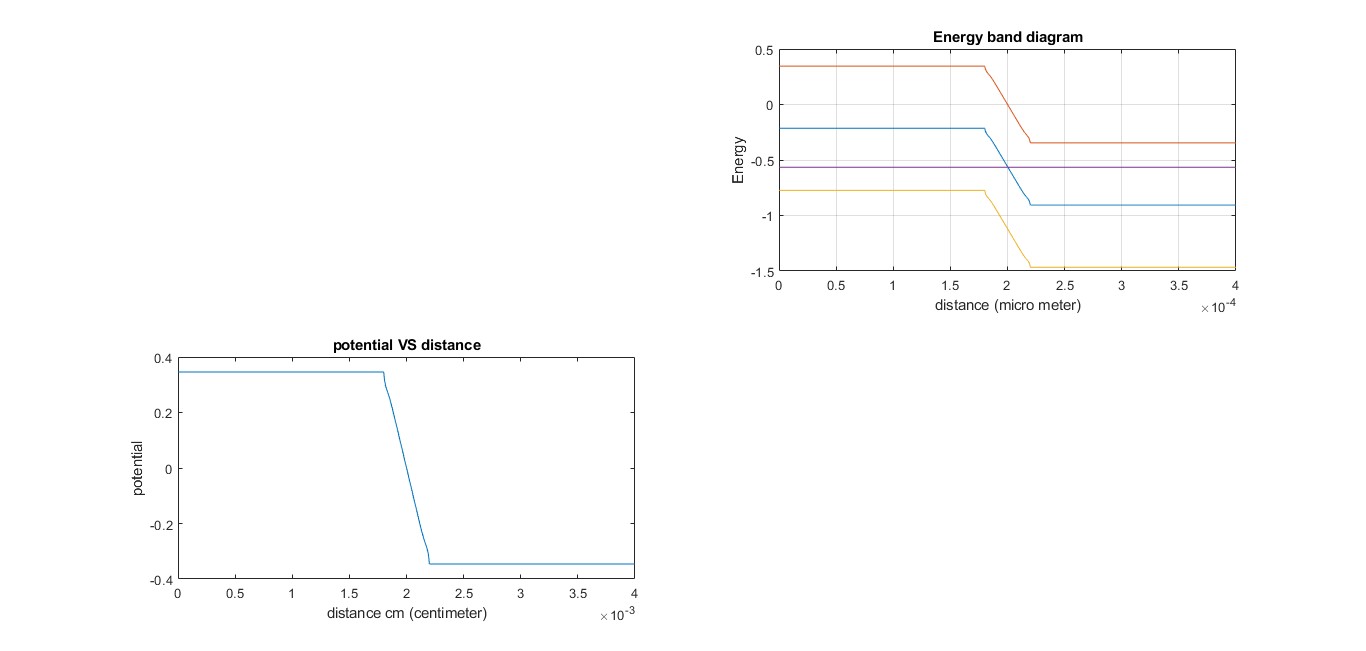 Energy band diagram
0.5
0
-0.5
-1
-1.5
Energy
0 0.5 1 1.5 2 2.5 3 3.5 4
distance (micro meter)
×10-4
potential VS distance
0.4
0.2
0
-0.2
-0.4
potential
0 0.5 1 1.5 2 2.5 3 3.5 4
distance cm (centimeter)
×10-3